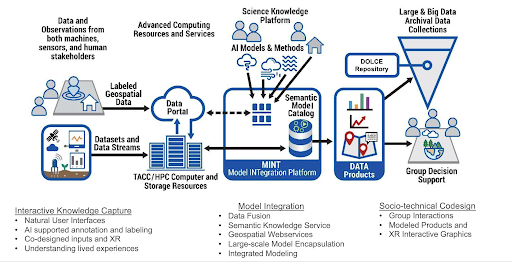 Data and
Observations from
both machines,
sensors, and human
stakeholders
Advanced Computing
Resources and Services
Science Knowledge
Platform
AI Models & Methods
Large & Big Data
Archival Data
Collections
DOLCE
Repository
Labeled
Geospatial
Data
Data
Portal
Semantic
Model
Catalog
Datasets and
Data Streams
MINT
Model INTegration Platform
DATA
Products
TACC/HPC Computer and
Storage Resources
Group Decision
Support
Interactive Knowledge Capture
• Natural User Interfaces
• AI supported annotation and labeling
• Co-designed inputs and XR
• Understanding lived experiences
Model Integration
• Data Fusion
• Semantic Knowledge Service
• Geospatial Webservices
• Large-scale Model Encapsulation
• Integrated Modeling
Socio-technical Codesign
• Group Interactions
• Modeled Products and
• XR Interactive Graphics